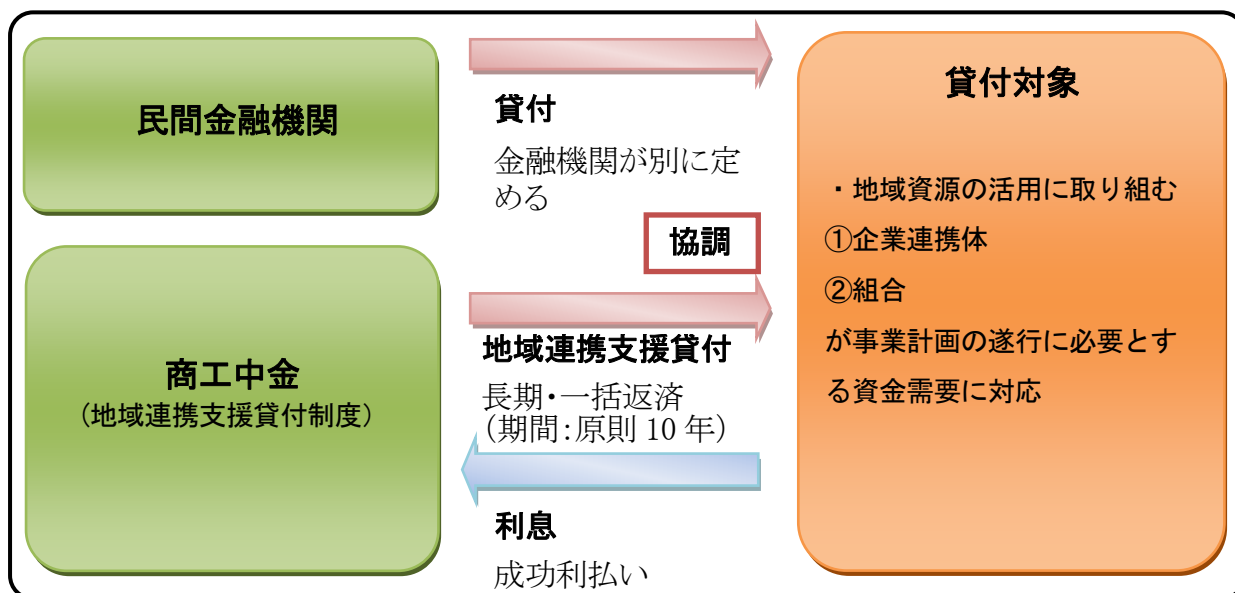 民間金融機関
貸付
金融機関が別に定
める
協調
商工中金
（地域連携支援貸付制度）
地域連携支援貸付
長期・一括返済
（期間：原則 10 年）
利息
成功利払い
貸付対象
・地域資源の活用に取り組む
①企業連携体
②組合
が事業計画の遂行に必要とす
る資金需要に対応